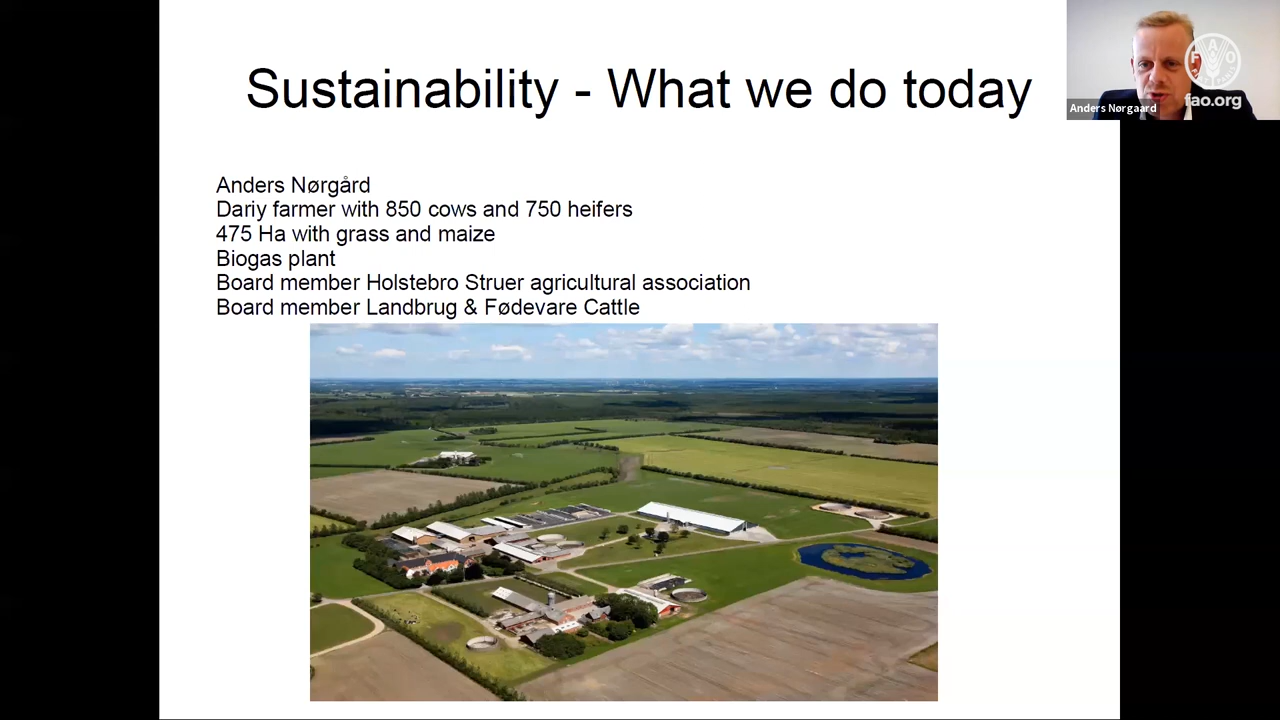 Sustainability - What we do today
Anders Nørgård
Dariy farmer with 850 cows and 750 heifers
475 Ha with grass and maize
Biogas plant
Board member Holstebro Struer agricultural association
Board member Landbrug & Fødevare Cattle
Anders Nørgaard
fao.org